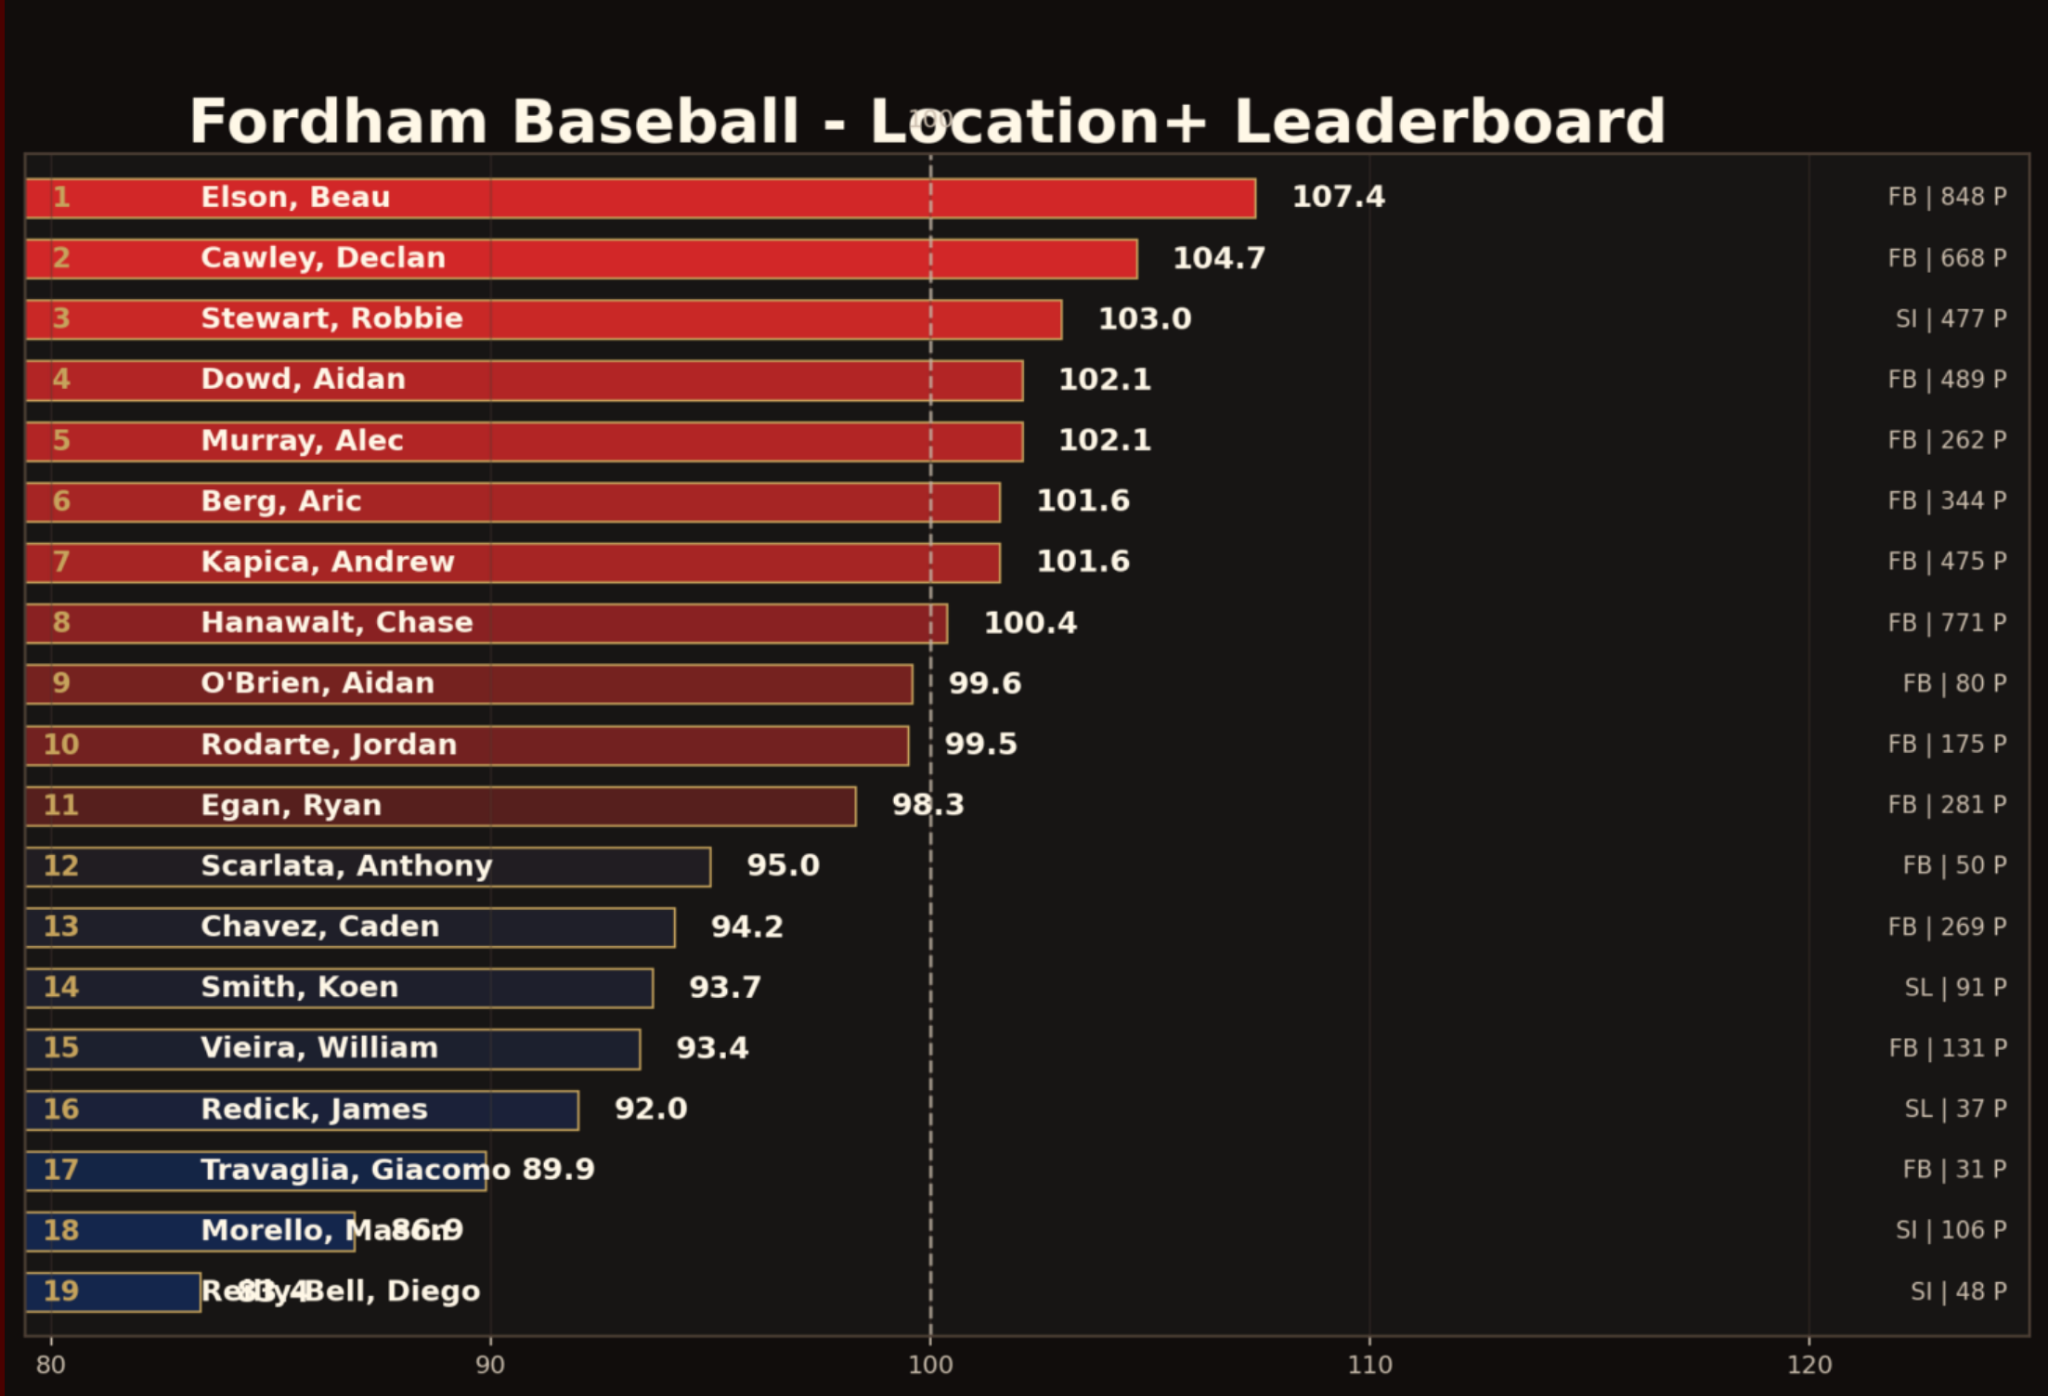 Fordham Baseball - Location+ Leaderboard
100
1 Elson, Beau 107.4 FB | 848 P
2 Cawley, Declan 104.7 FB | 668 P
3 Stewart, Robbie 103.0 SI | 477 P
4 Dowd, Aidan 102.1 FB | 489 P
5 Murray, Alec 102.1 FB | 262 P
6 Berg, Aric 101.6 FB | 344 P
7 Kapica, Andrew 101.6 FB | 475 P
8 Hanawalt, Chase 100.4 FB | 771 P
9 O'Brien, Aidan 99.6 FB | 80 P
10 Rodarte, Jordan 99.5 FB | 175 P
11 Egan, Ryan 98.3 FB | 281 P
12 Scarlata, Anthony 95.0 FB | 50 P
13 Chavez, Caden 94.2 FB | 269 P
14 Smith, Koen 93.7 SL | 91 P
15 Vieira, William 93.4 FB | 131 P
16 Redick, James 92.0 SL | 37 P
17 Travaglia, Giacomo 89.9 FB | 31 P
18 Morello, Mason 86.9 SI | 106 P
19 Reilly-Bell, Diego 83.4 SI | 48 P
80 90 100 110 120